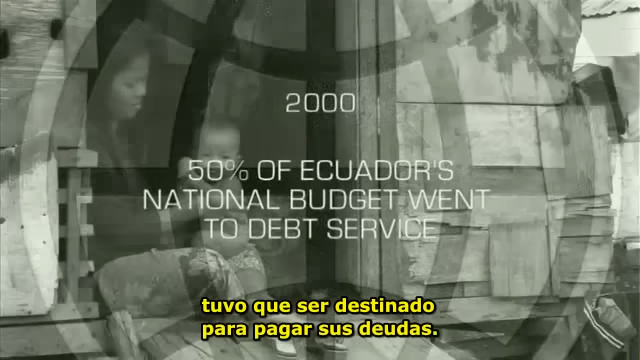 2000
50% OF ECUADOR'S
NATIONAL BUDGET WENT
TO DEBT SERVICE
tuvo que ser destinado
para pagar sus deudas.